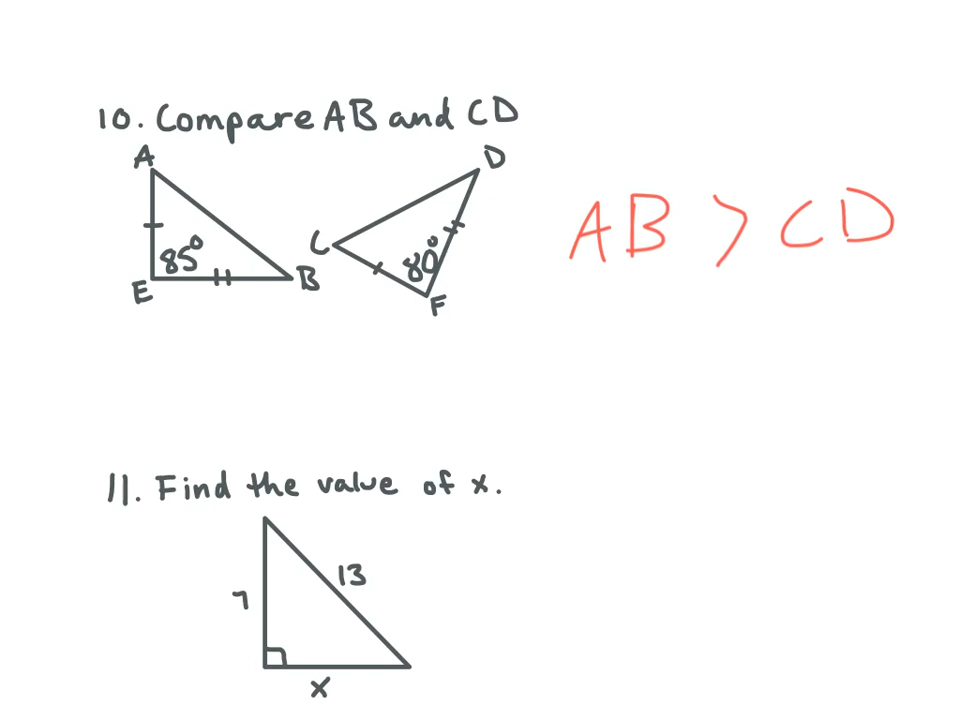 10. Compare AB and CD
A
D
AB > CD
C
85°
80°
E
B
F
11. Find the value of x.
13
7
x